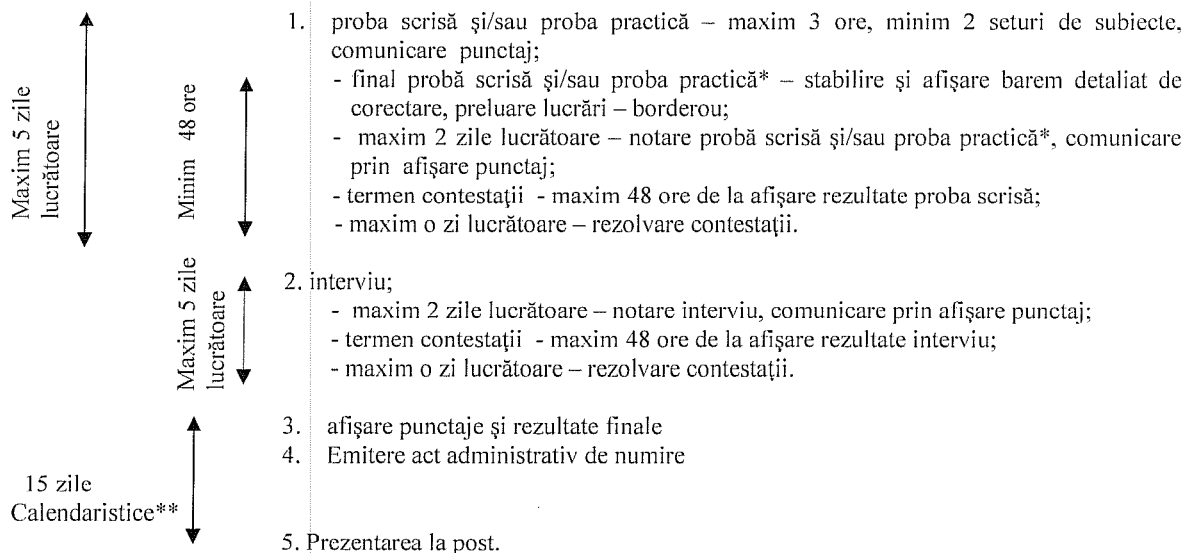 1. proba scrisă şi/sau proba practică – maxim 3 ore, minim 2 seturi de subiecte,
comunicare punctaj;
- final probă scrisă şi/sau proba practică* – stabilire şi afişare barem detaliat de
corectare, preluare lucrări – borderou;
- maxim 2 zile lucrătoare – notare probă scrisă şi/sau proba practică*, comunicare
prin afişare punctaj;
- termen contestaţii - maxim 48 ore de la afişare rezultate proba scrisă;
- maxim o zi lucrătoare – rezolvare contestaţii.
Maxim 5 zile
lucrătoare
Minim 48 ore
2. interviu;
- maxim 2 zile lucrătoare – notare interviu, comunicare prin afişare punctaj;
- termen contestaţii - maxim 48 ore de la afişare rezultate interviu;
- maxim o zi lucrătoare – rezolvare contestaţii.
Maxim 5 zile
lucrătoare
3. afişare punctaje şi rezultate finale
4. Emitere act administrativ de numire
15 zile
Calendaristice**
5. Prezentarea la post.